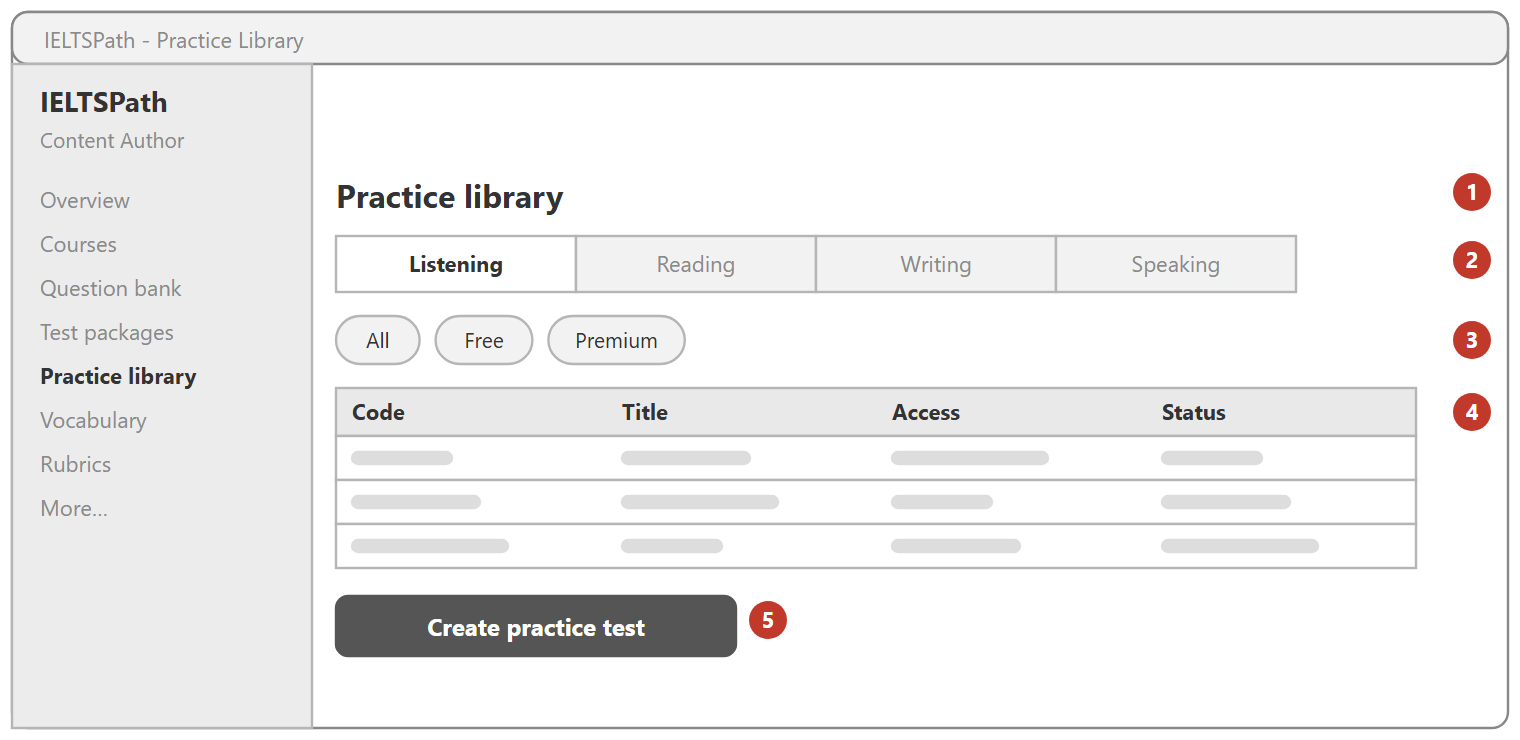 IELTSPath - Practice Library
IELTSPath
Content Author
Overview
Courses
Question bank
Test packages
Practice library
Vocabulary
Rubrics
More...
Practice library 1
Listening Reading Writing Speaking 2
All Free Premium 3
Code Title Access Status 4
Create practice test 5